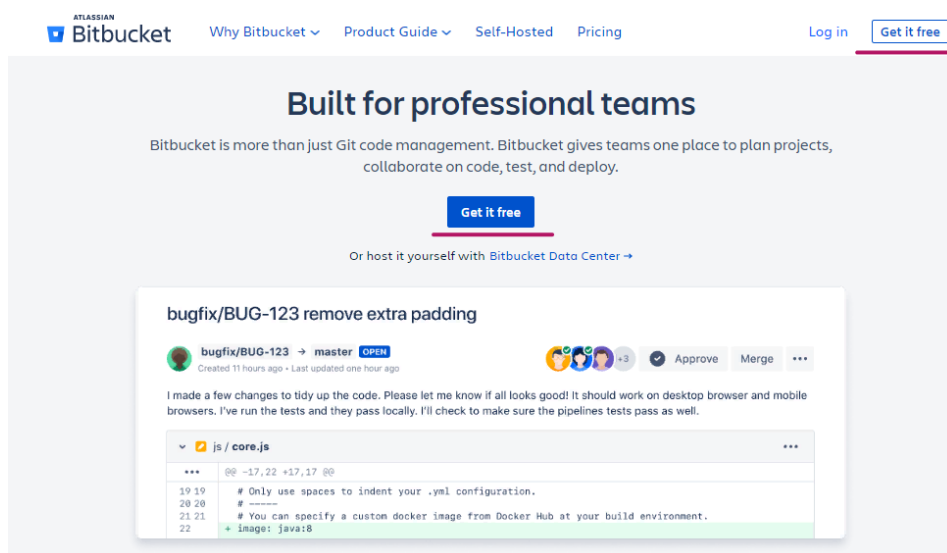 ATLASSIAN
Bitbucket
Why Bitbucket
Product Guide
Self-Hosted
Pricing
Log in
Get it free
Built for professional teams
Bitbucket is more than just Git code management. Bitbucket gives teams one place to plan projects,
collaborate on code, test, and deploy.
Get it free
Or host it yourself with Bitbucket Data Center →
bugfix/BUG-123 remove extra padding
bugfix/BUG-123 → master OPEN
Created 11 hours ago • Last updated one hour ago
+3
Approve
Merge
•••
I made a few changes to tidy up the code. Please let me know if all looks good! It should work on desktop browser and mobile
browsers. I've run the tests and they pass locally. I'll check to make sure the pipelines tests pass as well.
js / core.js
•••
••• @@ -17,22 +17,17 @@
19 19 # Only use spaces to indent your .yml configuration.
20 20 # -----
21 21 # You can specify a custom docker image from Docker Hub at your build environment.
22 + image: java:8